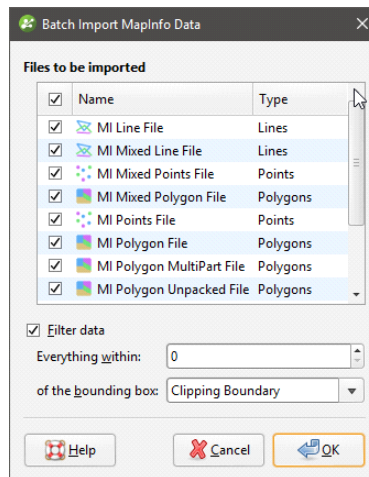 Batch Import MapInfo Data
Files to be imported
Name Type
MI Line File Lines
MI Mixed Line File Lines
MI Mixed Points File Points
MI Mixed Polygon File Polygons
MI Points File Points
MI Polygon File Polygons
MI Polygon MultiPart File Polygons
MI Polygon Unpacked File Polygons
Filter data
Everything within: 0
of the bounding box: Clipping Boundary
Help Cancel OK